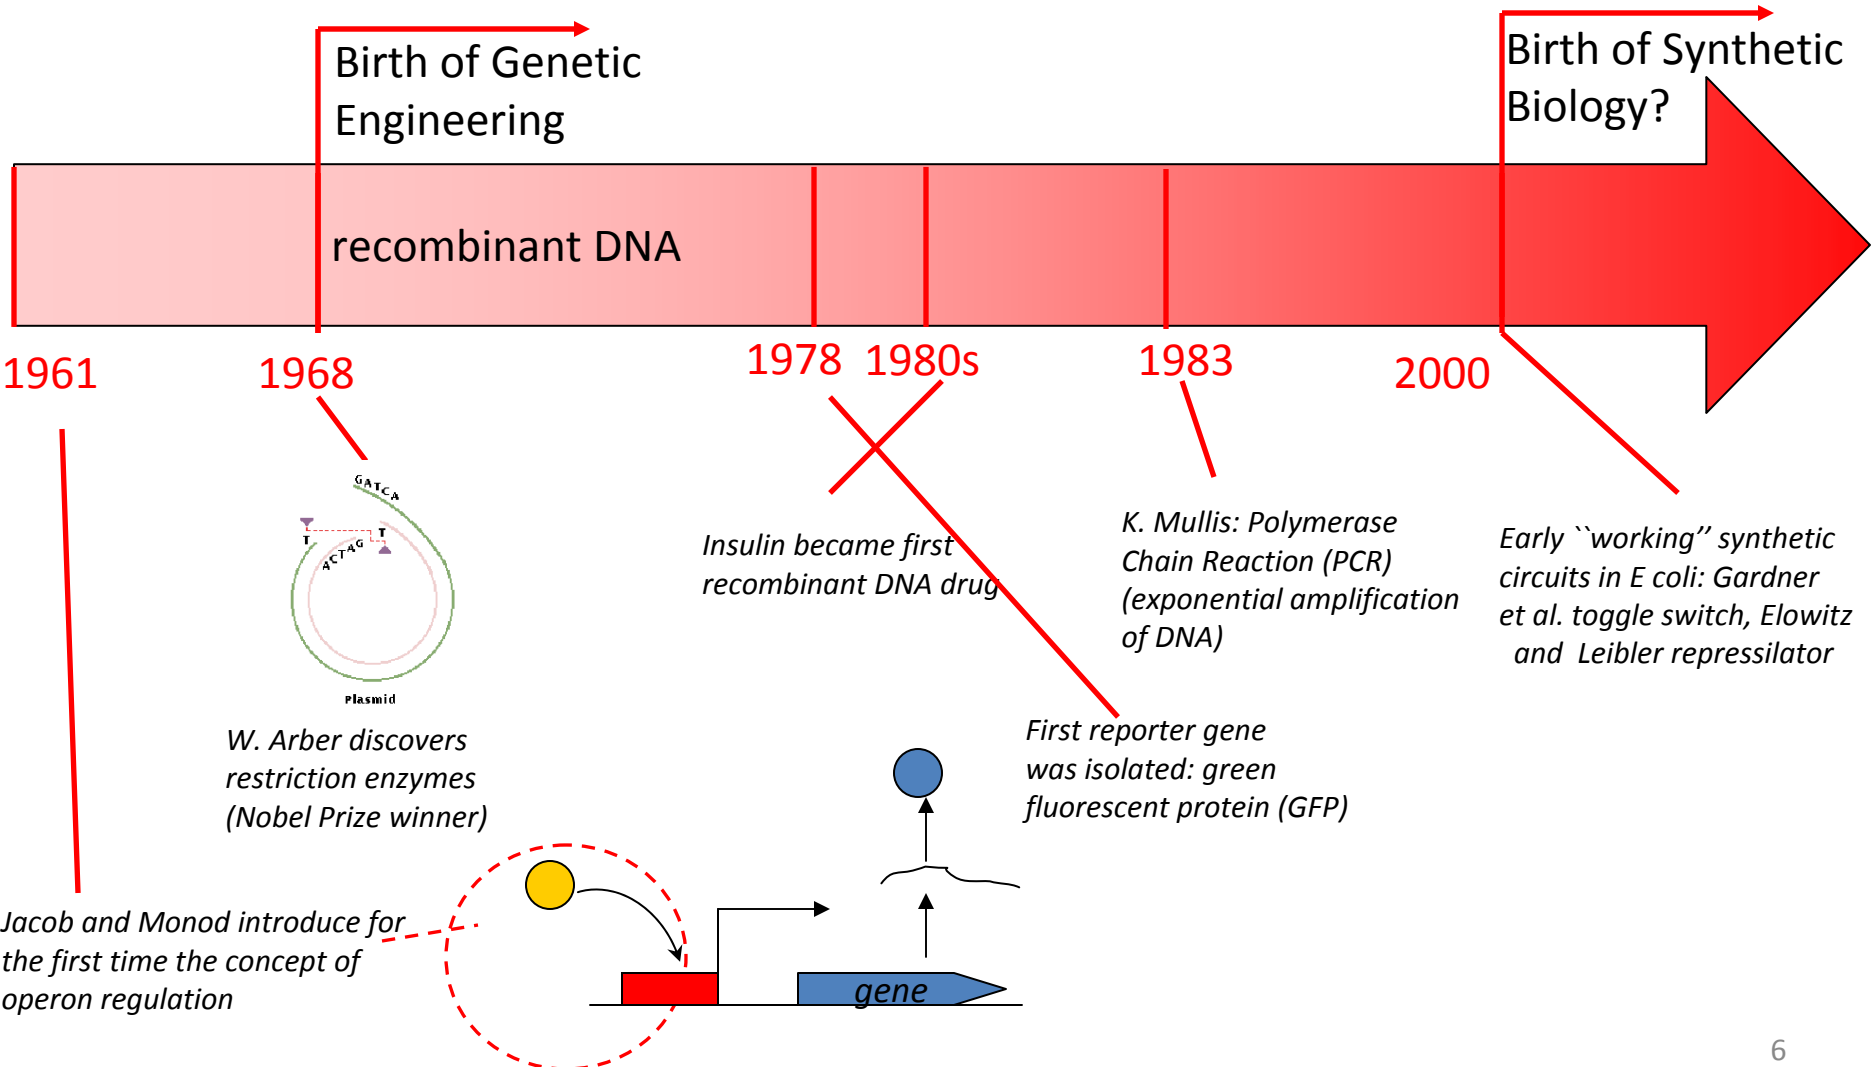 Birth of Genetic
Engineering
Birth of Synthetic
Biology?
recombinant DNA
1961
1968
1978
1980s
1983
2000
GATCA
T
T
ACTAG
Plasmid
W. Arber discovers
restriction enzymes
(Nobel Prize winner)
Insulin became first
recombinant DNA drug
K. Mullis: Polymerase
Chain Reaction (PCR)
(exponential amplification
of DNA)
Early ``working’’ synthetic
circuits in E coli: Gardner
et al. toggle switch, Elowitz
and Leibler repressilator
First reporter gene
was isolated: green
fluorescent protein (GFP)
Jacob and Monod introduce for
the first time the concept of
operon regulation
gene
6